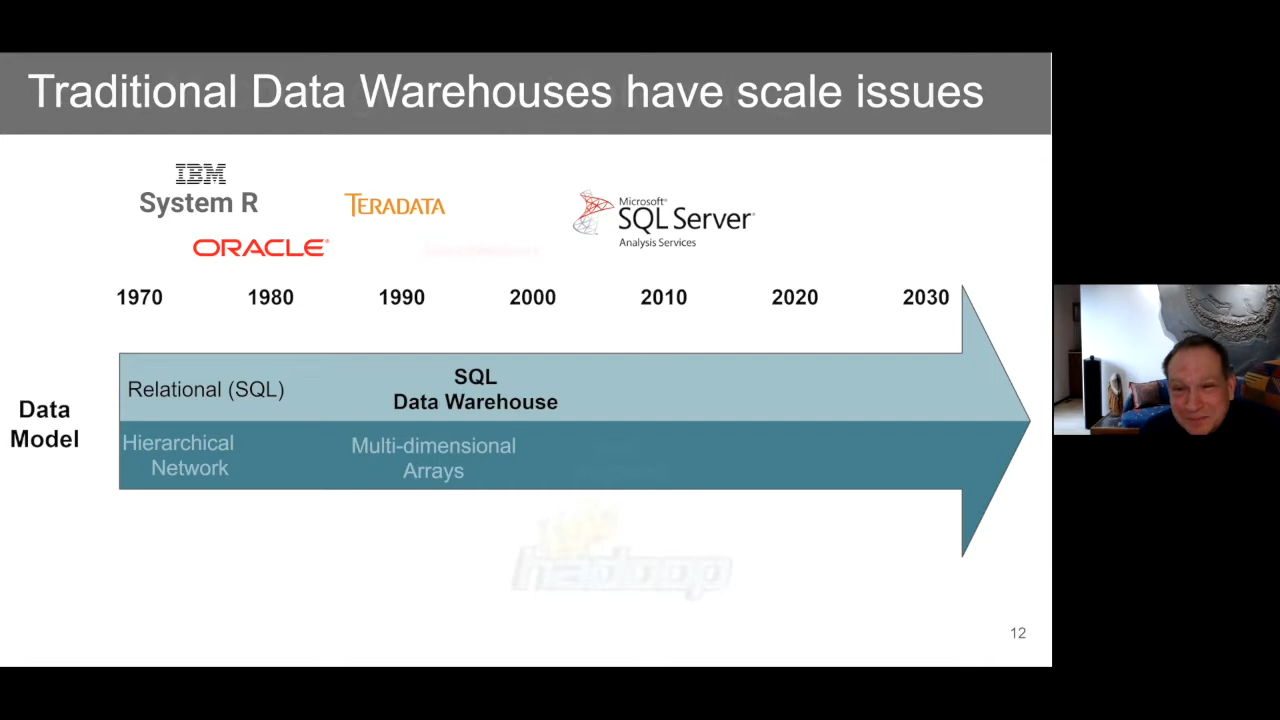 Traditional Data Warehouses have scale issues
IBM
System R
TERADATA
ORACLE
Microsoft®
SQL Server®
Analysis Services
1970 1980 1990 2000 2010 2020 2030
Data
Model
Relational (SQL)
SQL
Data Warehouse
Hierarchical
Network
Multi-dimensional
Arrays
hadoop
12